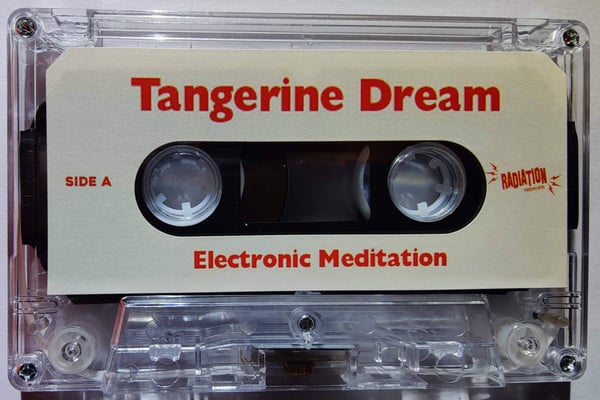 Tangerine Dream
SIDE A
RADIATION
Electronic Meditation